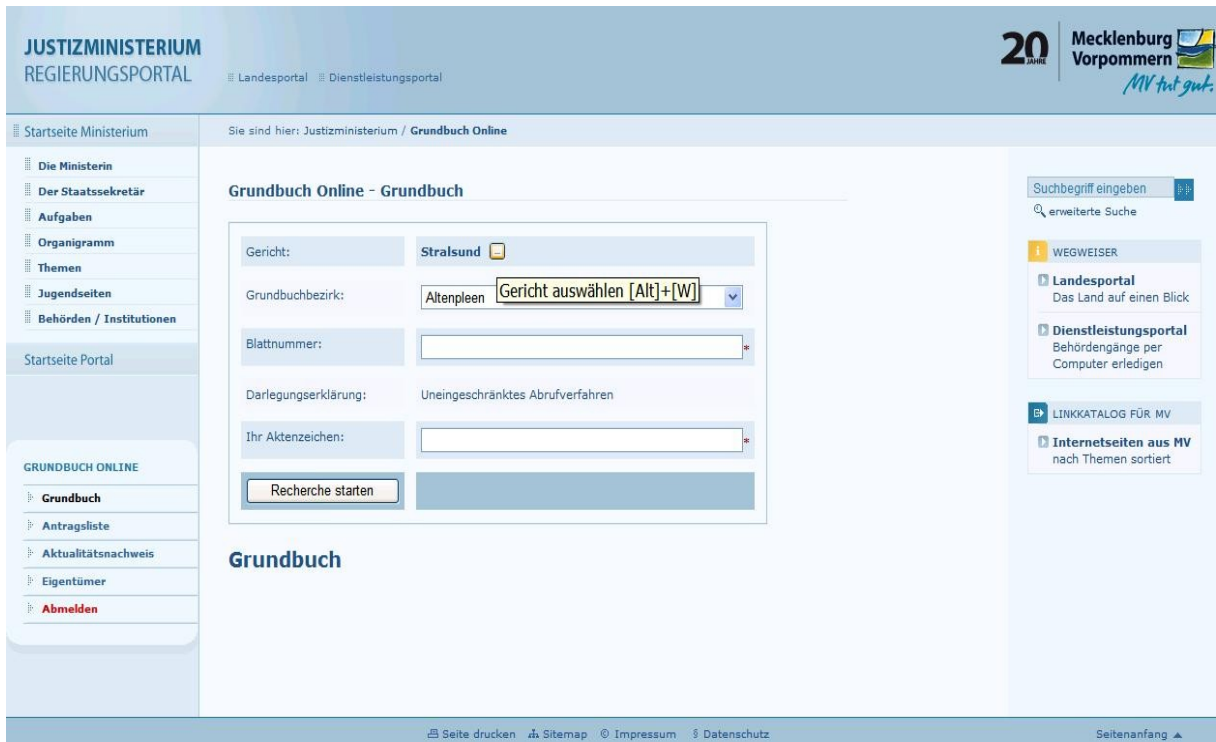 JUSTIZMINISTERIUM
REGIERUNGSPORTAL
Landesportal Dienstleistungsportal
20 JAHRE
Mecklenburg
Vorpommern
MV tut gut.
Startseite Ministerium
Sie sind hier: Justizministerium / Grundbuch Online
Die Ministerin
Der Staatssekretär
Aufgaben
Organigramm
Themen
Jugendseiten
Behörden / Institutionen
Startseite Portal
GRUNDBUCH ONLINE
Grundbuch
Antragsliste
Aktualitätsnachweis
Eigentümer
Abmelden
Grundbuch Online - Grundbuch
Gericht: Stralsund ...
Gericht auswählen [Alt]+[W]
Grundbuchbezirk: Altenpleen
Blattnummer: *
Darlegungserklärung: Uneingeschränktes Abrufverfahren
Ihr Aktenzeichen: *
Recherche starten
Grundbuch
Suchbegriff eingeben
erweiterte Suche
i WEGWEISER
Landesportal
Das Land auf einen Blick
Dienstleistungsportal
Behördengänge per
Computer erledigen
LINKKATALOG FÜR MV
Internetseiten aus MV
nach Themen sortiert
Seite drucken Sitemap © Impressum § Datenschutz
Seitenanfang